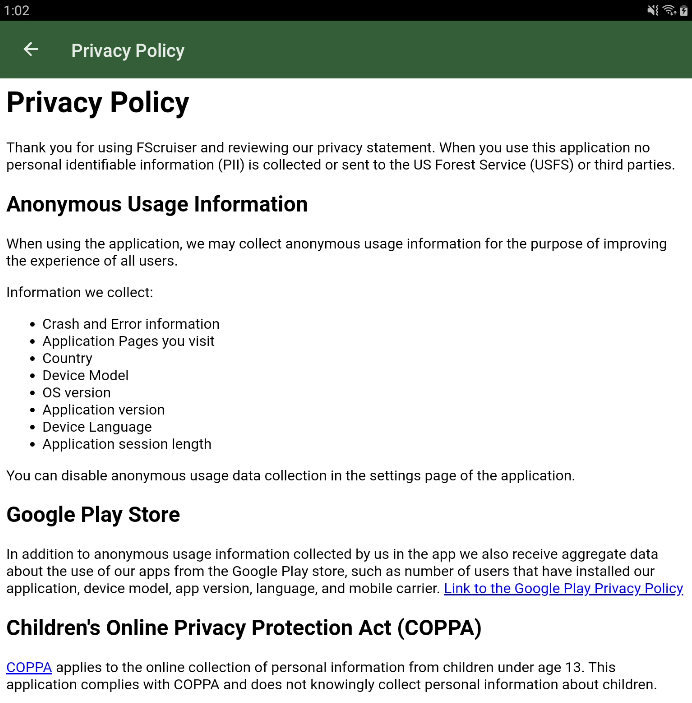 1:02
Privacy Policy
Privacy Policy
Thank you for using FScruiser and reviewing our privacy statement. When you use this application no
personal identifiable information (PII) is collected or sent to the US Forest Service (USFS) or third parties.
Anonymous Usage Information
When using the application, we may collect anonymous usage information for the purpose of improving
the experience of all users.
Information we collect:
• Crash and Error information
• Application Pages you visit
• Country
• Device Model
• OS version
• Application version
• Device Language
• Application session length
You can disable anonymous usage data collection in the settings page of the application.
Google Play Store
In addition to anonymous usage information collected by us in the app we also receive aggregate data
about the use of our apps from the Google Play store, such as number of users that have installed our
application, device model, app version, language, and mobile carrier. Link to the Google Play Privacy Policy
Children's Online Privacy Protection Act (COPPA)
COPPA applies to the online collection of personal information from children under age 13. This
application complies with COPPA and does not knowingly collect personal information about children.